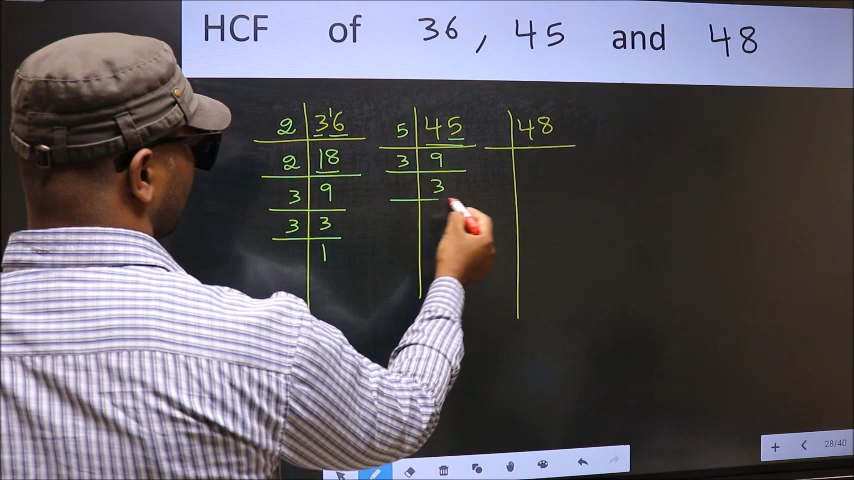 HCF of 36, 45 and 48
2 | 3¹6
2 | 18
3 | 9
3 | 3
1
5 | 45
3 | 9
3
48
28/40